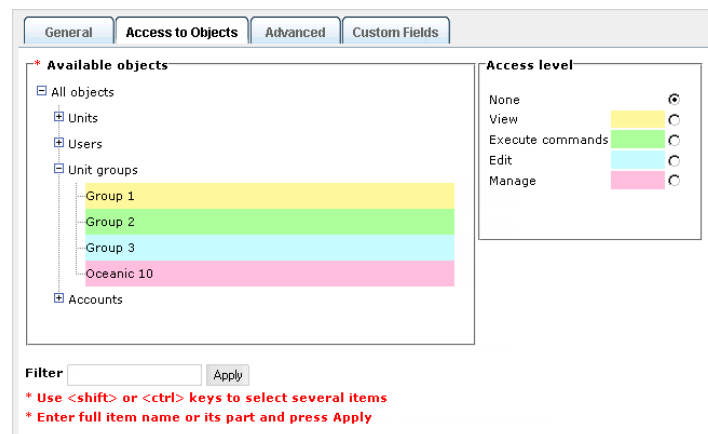 General Access to Objects Advanced Custom Fields
* Available objects
All objects
Units
Users
Unit groups
Group 1
Group 2
Group 3
Oceanic 10
Accounts
Access level
None
View
Execute commands
Edit
Manage
Filter Apply
* Use <shift> or <ctrl> keys to select several items
* Enter full item name or its part and press Apply